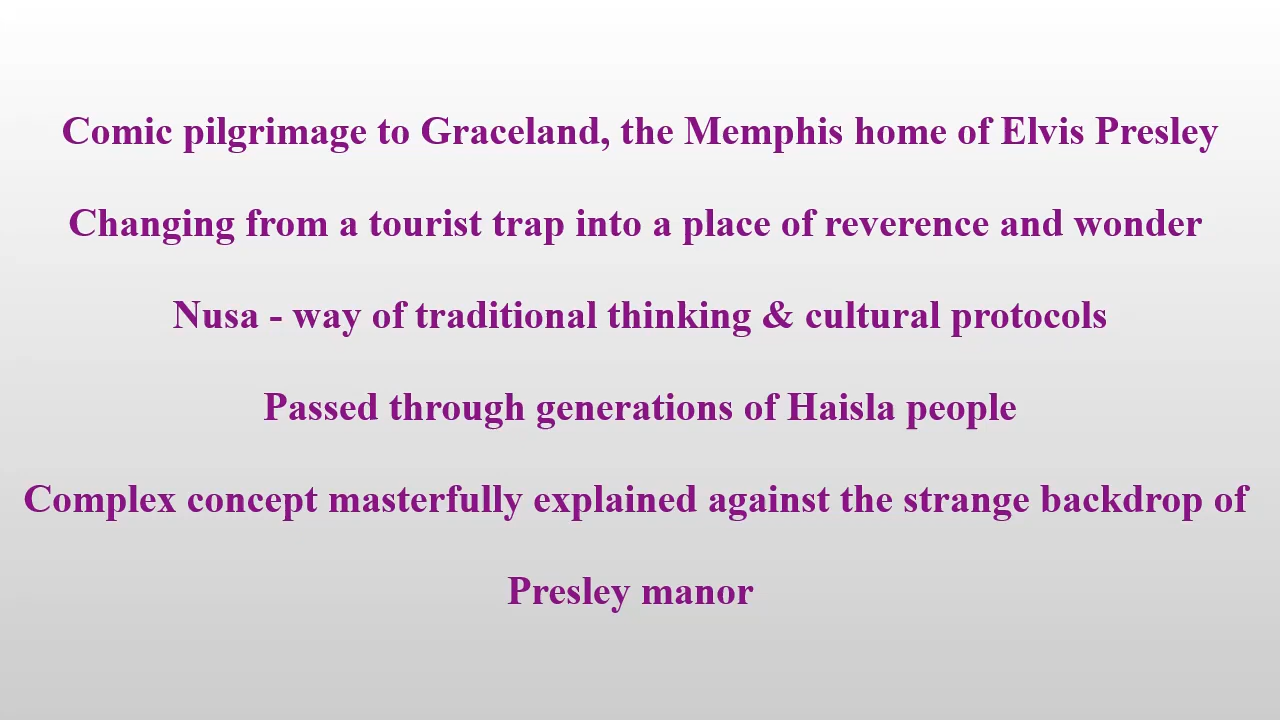 Comic pilgrimage to Graceland, the Memphis home of Elvis Presley
Changing from a tourist trap into a place of reverence and wonder
Nusa - way of traditional thinking & cultural protocols
Passed through generations of Haisla people
Complex concept masterfully explained against the strange backdrop of
Presley manor